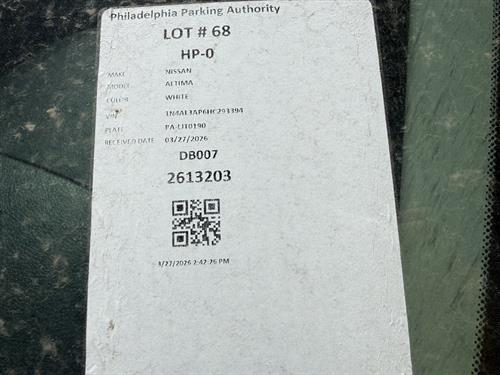 Philadelphia Parking Authority
LOT # 68
HP-0
MAKE NISSAN
MODEL ALTIMA
COLOR WHITE
VIN 1N4AL3AP6HC293394
PLATE PA-LJT0190
RECEIVED DATE 03/27/2026
DB007
2613203
3/27/2026 2:42:26 PM